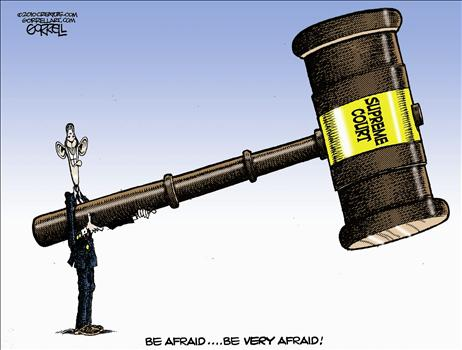 ©2010 CREATORS.COM
GORRELLART.COM
GORRELL
SUPREME
COURT
BE AFRAID....BE VERY AFRAID!